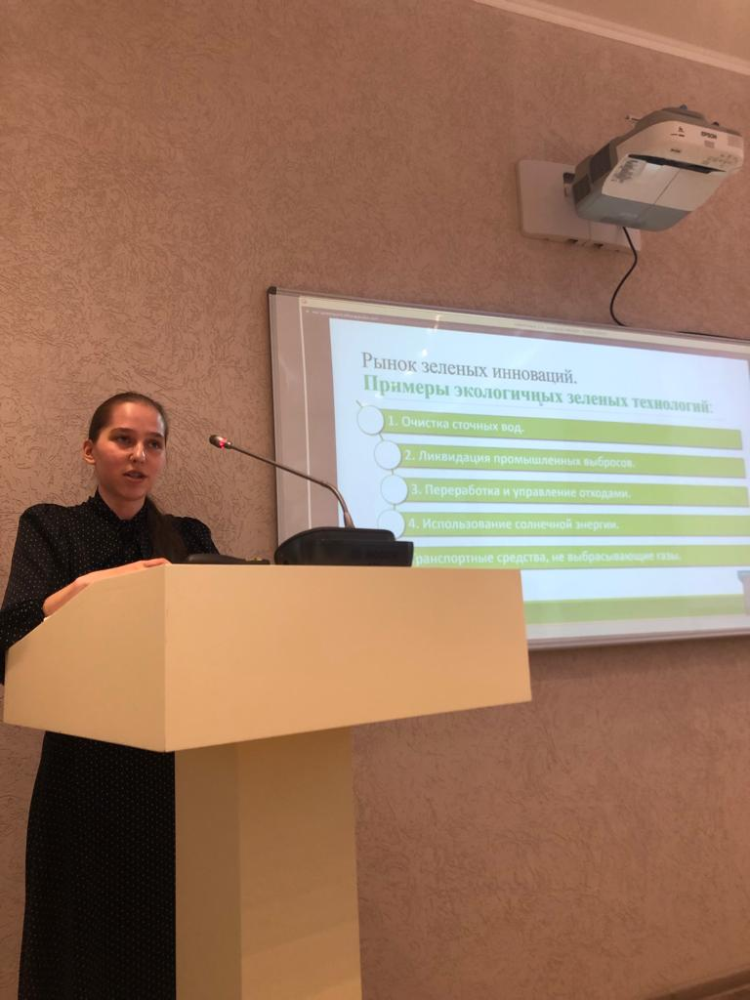 EPSON
Рынок зеленых инноваций.
Примеры экологичных зеленых технологий:
1. Очистка сточных вод.
2. Ликвидация промышленных выбросов.
3. Переработка и управление отходами.
4. Использование солнечной энергии.
средства, не выбрасывающие газы.